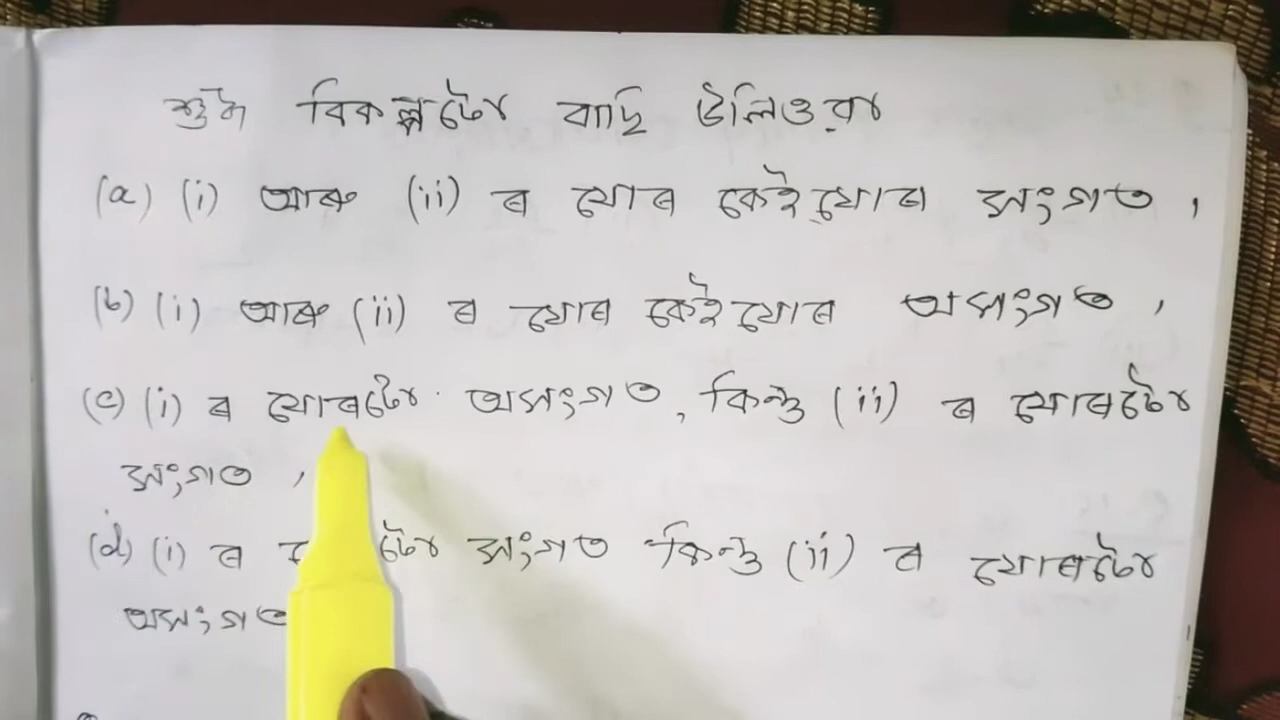 শুদ্ধ বিকল্পটো বাছি উলিওৱা
(a) (i) আৰু (ii) ৰ যোৰ কেইযোৰ সংগত,
(b) (i) আৰু (ii) ৰ যোৰ কেইযোৰ অসংগত,
(c) (i) ৰ যোৰটো অসংগত, কিন্তু (ii) ৰ যোৰটো
সংগত,
(d) (i) ৰ সংগত কিন্তু (ii) ৰ যোৰটো
অসংগত